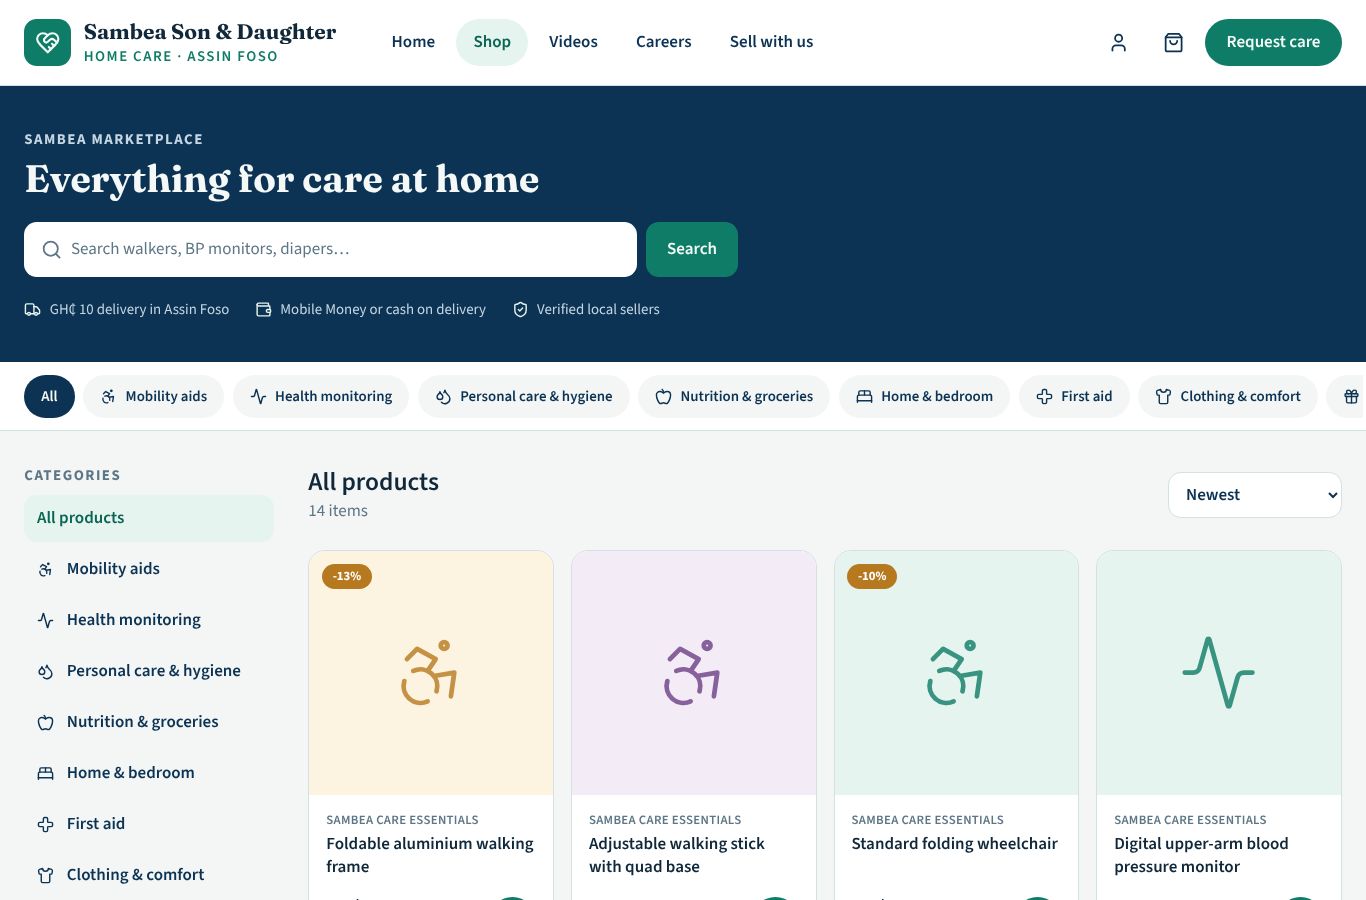 Sambea Son & Daughter
HOME CARE · ASSIN FOSO
Home
Shop
Videos
Careers
Sell with us
Request care
SAMBEA MARKETPLACE
Everything for care at home
Search walkers, BP monitors, diapers…
Search
GH₵ 10 delivery in Assin Foso
Mobile Money or cash on delivery
Verified local sellers
All
Mobility aids
Health monitoring
Personal care & hygiene
Nutrition & groceries
Home & bedroom
First aid
Clothing & comfort
CATEGORIES
All products
Mobility aids
Health monitoring
Personal care & hygiene
Nutrition & groceries
Home & bedroom
First aid
Clothing & comfort
All products
14 items
Newest
-13%
SAMBEA CARE ESSENTIALS
Foldable aluminium walking
frame
SAMBEA CARE ESSENTIALS
Adjustable walking stick
with quad base
-10%
SAMBEA CARE ESSENTIALS
Standard folding wheelchair
SAMBEA CARE ESSENTIALS
Digital upper-arm blood
pressure monitor